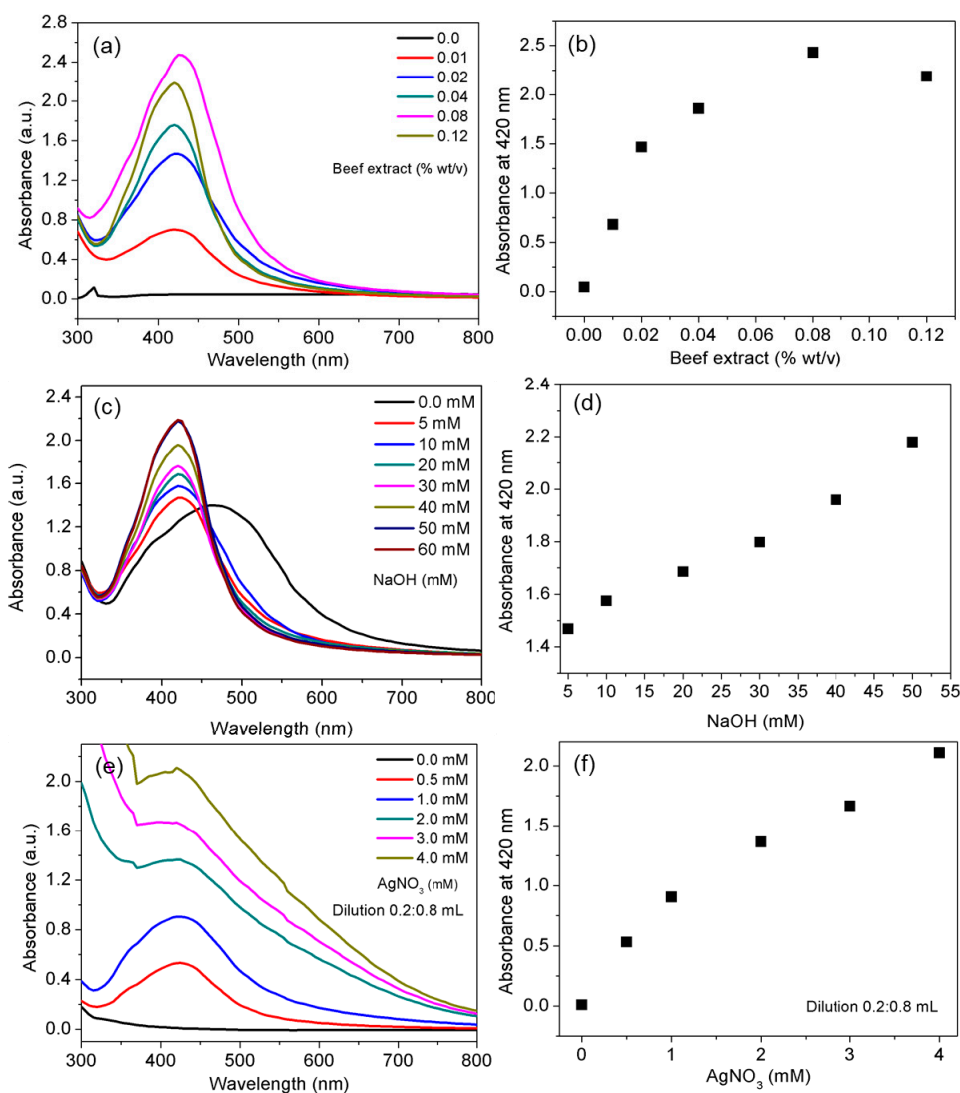 (a)
0.0
0.01
0.02
0.04
0.08
0.12
Beef extract (% wt/v)
Absorbance (a.u.)
2.8
2.4
2.0
1.6
1.2
0.8
0.4
0.0
300 400 500 600 700 800
Wavelength (nm)
(b)
Absorbance at 420 nm
2.5
2.0
1.5
1.0
0.5
0.0
0.00 0.02 0.04 0.06 0.08 0.10 0.12
Beef extract (% wt/v)
(c)
0.0 mM
5 mM
10 mM
20 mM
30 mM
40 mM
50 mM
60 mM
NaOH (mM)
Absorbance (a.u.)
2.4
2.0
1.6
1.2
0.8
0.4
0.0
300 400 500 600 700 800
Wavelength (nm)
(d)
Absorbance at 420 nm
2.4
2.2
2.0
1.8
1.6
1.4
5 10 15 20 25 30 35 40 45 50 55
NaOH (mM)
(e)
0.0 mM
0.5 mM
1.0 mM
2.0 mM
3.0 mM
4.0 mM
AgNO₃ (mM)
Dilution 0.2:0.8 mL
Absorbance (a.u.)
2.0
1.6
1.2
0.8
0.4
0.0
300 400 500 600 700 800
Wavelength (nm)
(f)
Absorbance at 420 nm
2.0
1.5
1.0
0.5
0.0
Dilution 0.2:0.8 mL
0 1 2 3 4
AgNO₃ (mM)